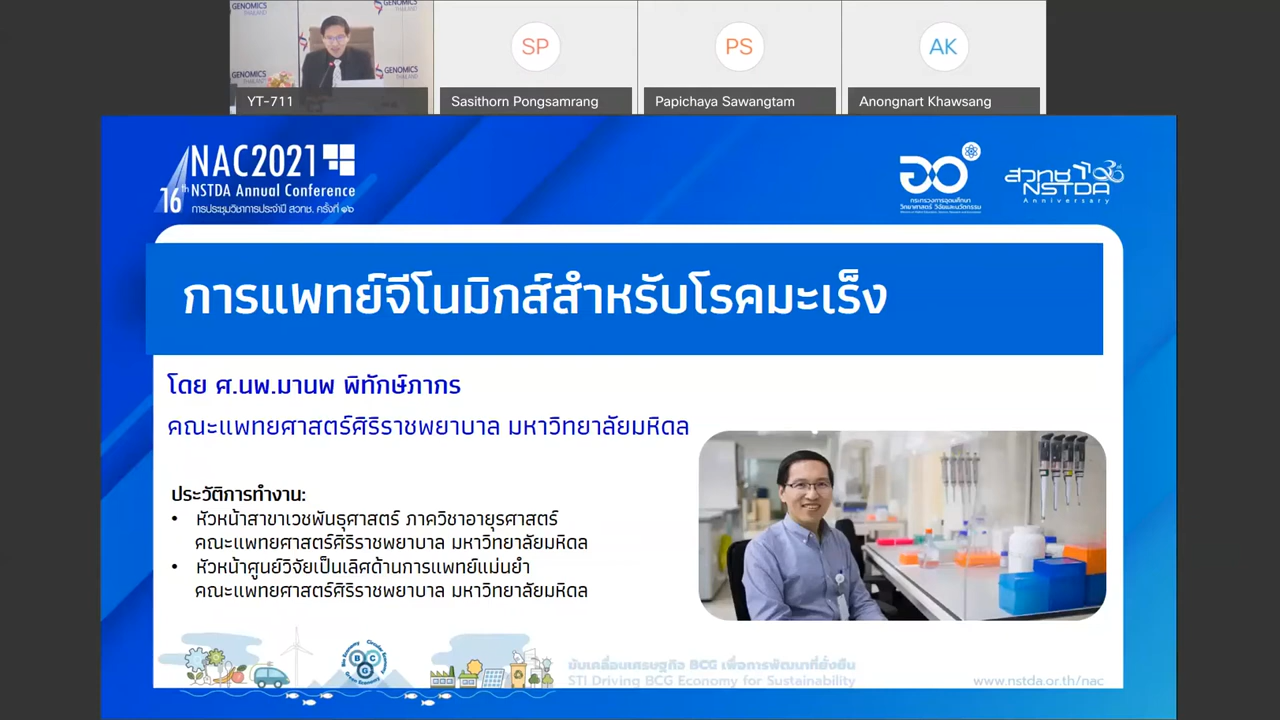 GENOMICS
THAILAND
GENOMICS
GENOMICS
THAILAND
GENOMICS
THAILAND
YT-711
SP
Sasithorn Pongsamrang
PS
Papichaya Sawangtam
AK
Anongnart Khawsang
16th NAC2021
NSTDA Annual Conference
การประชุมวิชาการประจำปี สวทช. ครั้งที่ ๑๖
อว
กระทรวงการอุดมศึกษา
วิทยาศาสตร์ วิจัยและนวัตกรรม
สวทช
NSTDA
Anniversary
การแพทย์จีโนมิกส์สำหรับโรคมะเร็ง
โดย ศ.นพ.มานพ พิทักษ์ภากร
คณะแพทยศาสตร์ศิริราชพยาบาล มหาวิทยาลัยมหิดล
ประวัติการทำงาน:
• หัวหน้าสาขาเวชพันธุศาสตร์ ภาควิชาอายุรศาสตร์
คณะแพทยศาสตร์ศิริราชพยาบาล มหาวิทยาลัยมหิดล
• หัวหน้าศูนย์วิจัยเป็นเลิศด้านการแพทย์แม่นยำ
คณะแพทยศาสตร์ศิริราชพยาบาล มหาวิทยาลัยมหิดล
Bio Economy
Circular Economy
B C
G
Green Economy
ขับเคลื่อนเศรษฐกิจ BCG เพื่อการพัฒนาที่ยั่งยืน
STI Driving BCG Economy for Sustainability
www.nstda.or.th/nac